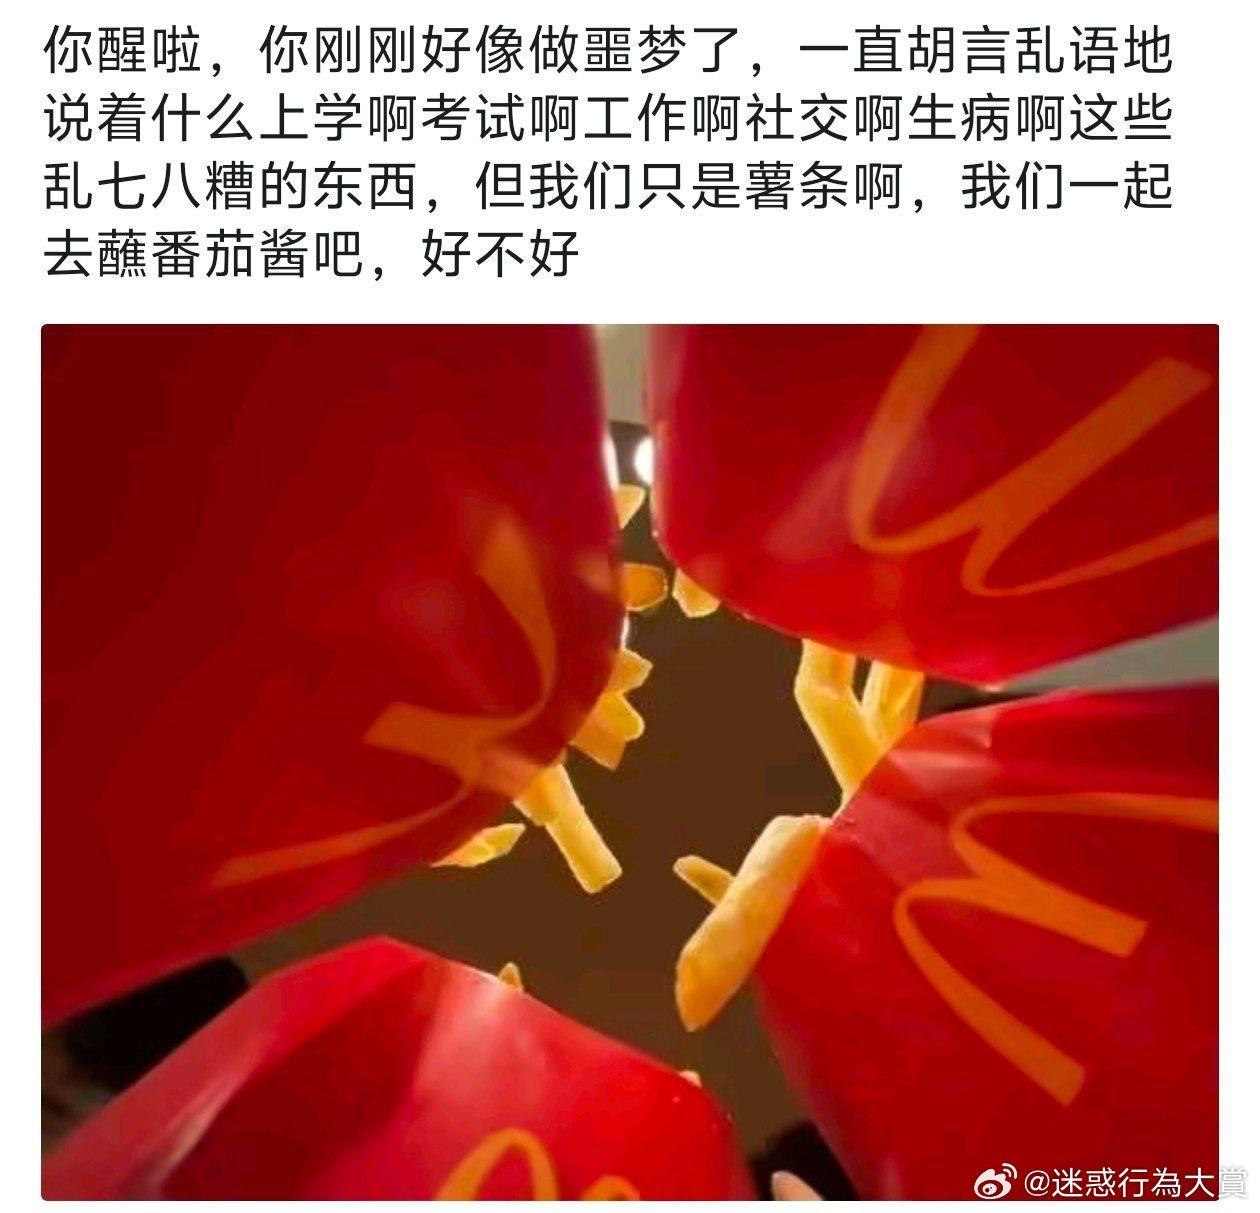 你醒啦，你刚刚好像做噩梦了，一直胡言乱语地
说着什么上学啊考试啊工作啊社交啊生病啊这些
乱七八糟的东西，但我们只是薯条啊，我们一起
去蘸番茄酱吧，好不好
@迷惑行為大賞